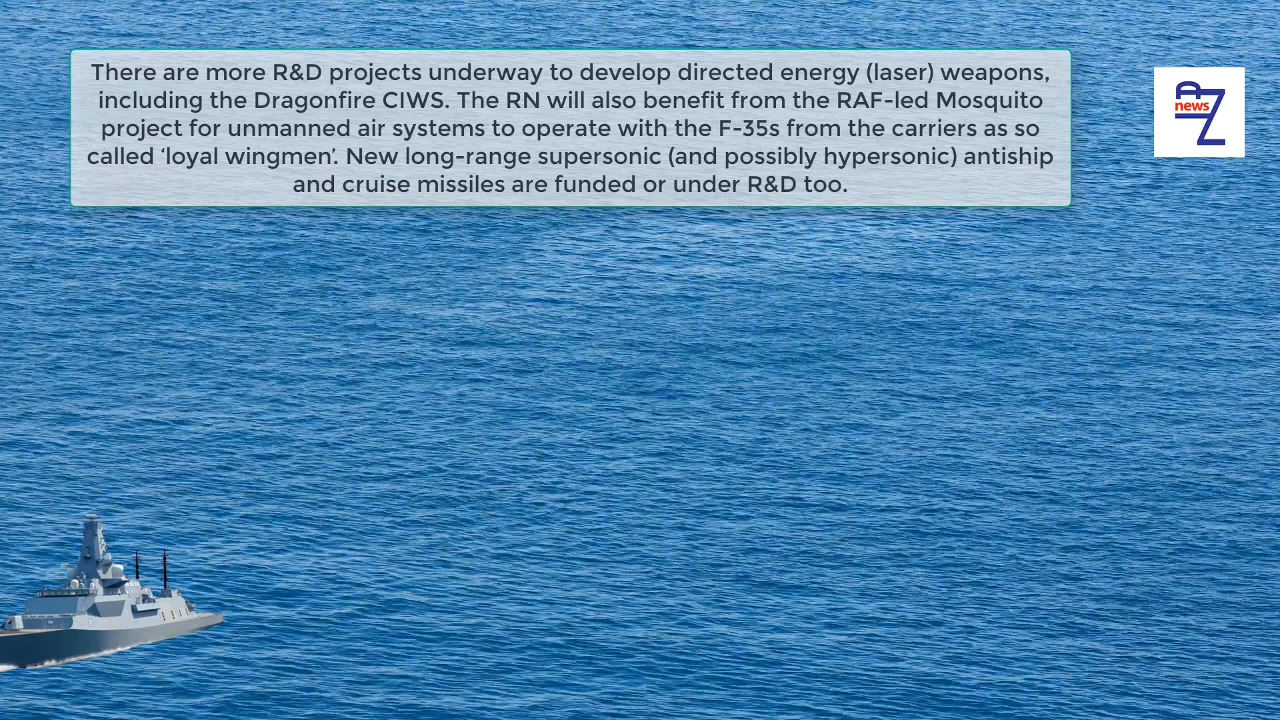 There are more R&D projects underway to develop directed energy (laser) weapons,
including the Dragonfire CIWS. The RN will also benefit from the RAF-led Mosquito
project for unmanned air systems to operate with the F-35s from the carriers as so
called ‘loyal wingmen’. New long-range supersonic (and possibly hypersonic) antiship
and cruise missiles are funded or under R&D too.
A
news
Z